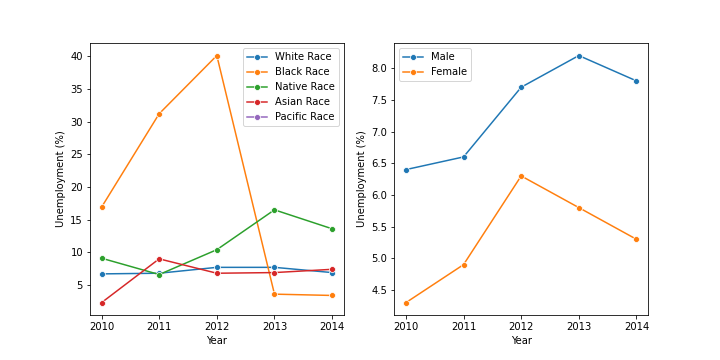 40
35
30
25
20
15
10
5
Unemployment (%)
2010 2011 2012 2013 2014
Year
White Race
Black Race
Native Race
Asian Race
Pacific Race
8.0
7.5
7.0
6.5
6.0
5.5
5.0
4.5
Unemployment (%)
2010 2011 2012 2013 2014
Year
Male
Female